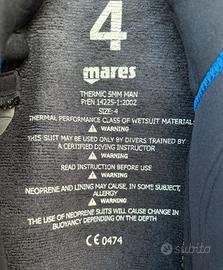 4
mares
THERMIC 5MM MAN
PrEN 14225-1:2002
SIZE: 4
THERMAL PERFORMANCE CLASS OF WETSUIT MATERIAL:
⚠ WARNING
THIS SUIT MAY BE USED ONLY BY DIVERS TRAINED BY
A CERTIFIED DIVING INSTRUCTOR
⚠ WARNING
READ INSTRUCTION BEFORE USE
⚠ WARNING
NEOPRENE AND LINING MAY CAUSE, IN SOME SUBJECT,
ALLERGY
⚠ WARNING
THE USE OF NEOPRENE SUITS WILL CHANGE IN
BUOYANCY DEPENDING ON THE DEPTH
CE 0474
subito